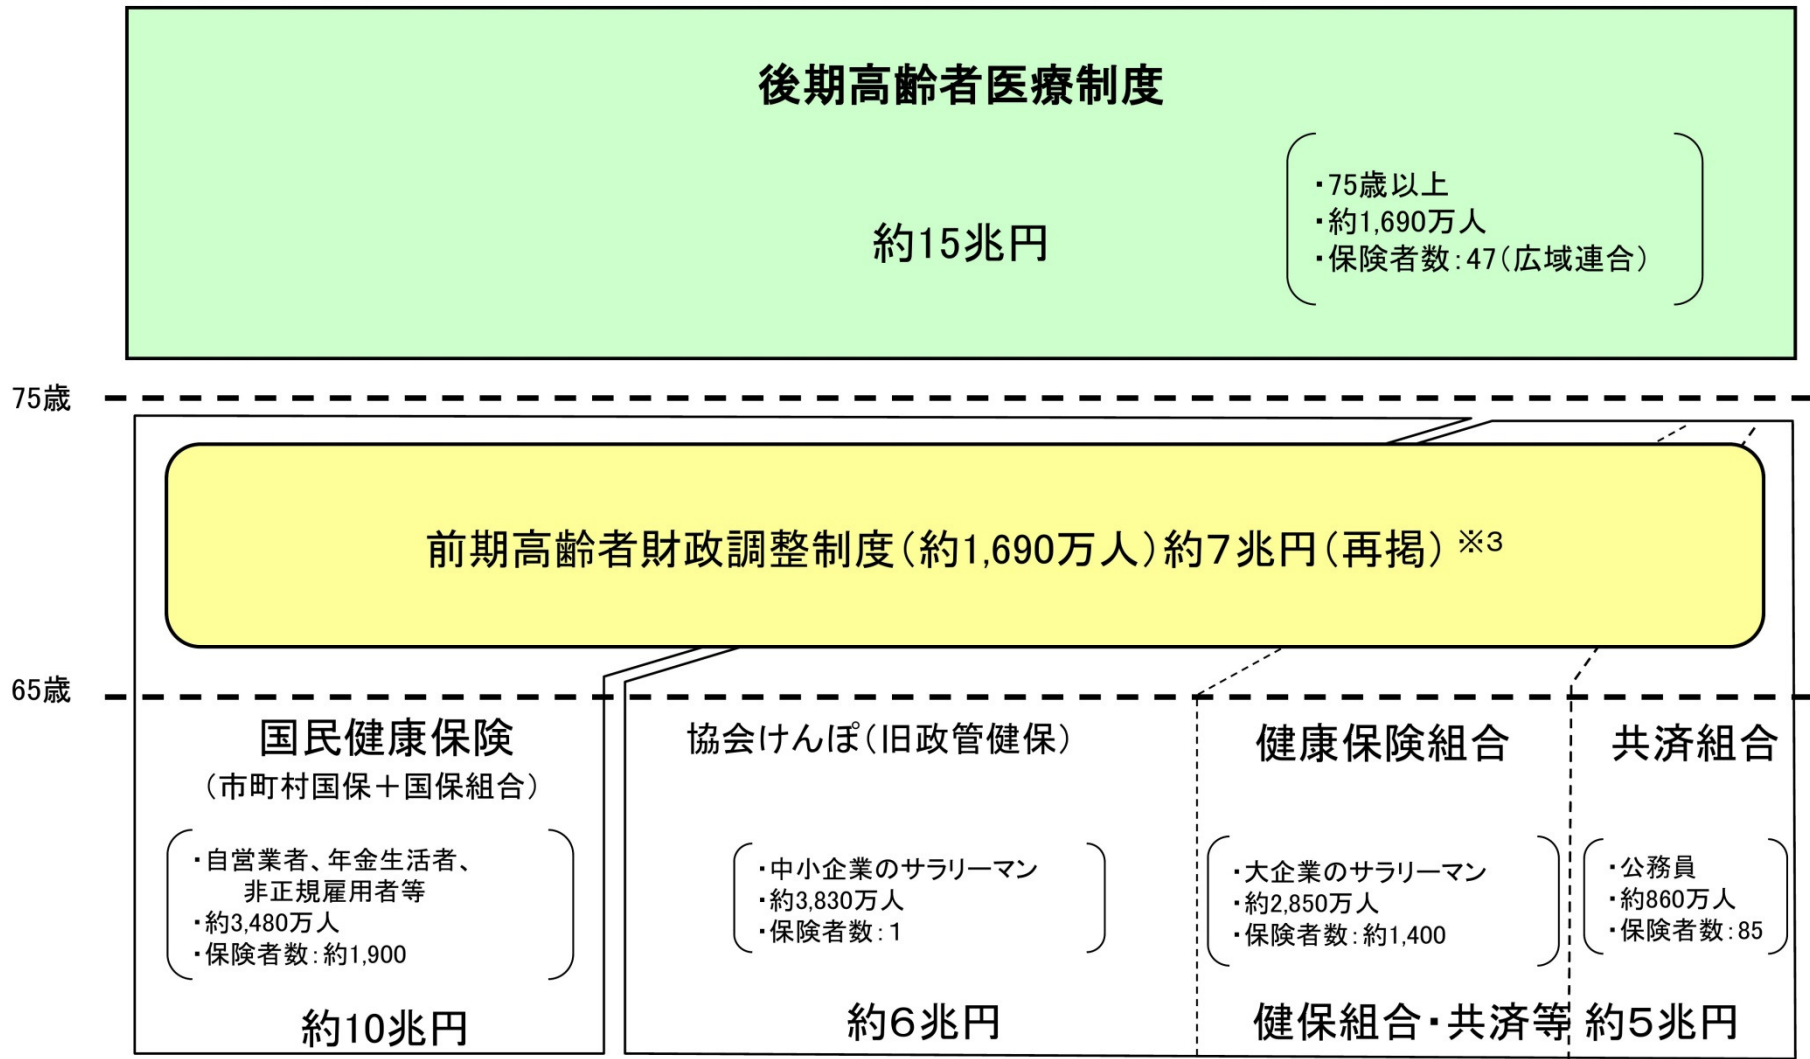 後期高齢者医療制度
約15兆円
・75歳以上
・約1,690万人
・保険者数：47（広域連合）
75歳
前期高齢者財政調整制度（約1,690万人）約７兆円（再掲）※3
65歳
国民健康保険
（市町村国保＋国保組合）
・自営業者、年金生活者、
非正規雇用者等
・約3,480万人
・保険者数：約1,900
約10兆円
協会けんぽ（旧政管健保）
・中小企業のサラリーマン
・約3,830万人
・保険者数：１
約６兆円
健康保険組合
・大企業のサラリーマン
・約2,850万人
・保険者数：約1,400
共済組合
・公務員
・約860万人
・保険者数：85
健保組合・共済等 約５兆円